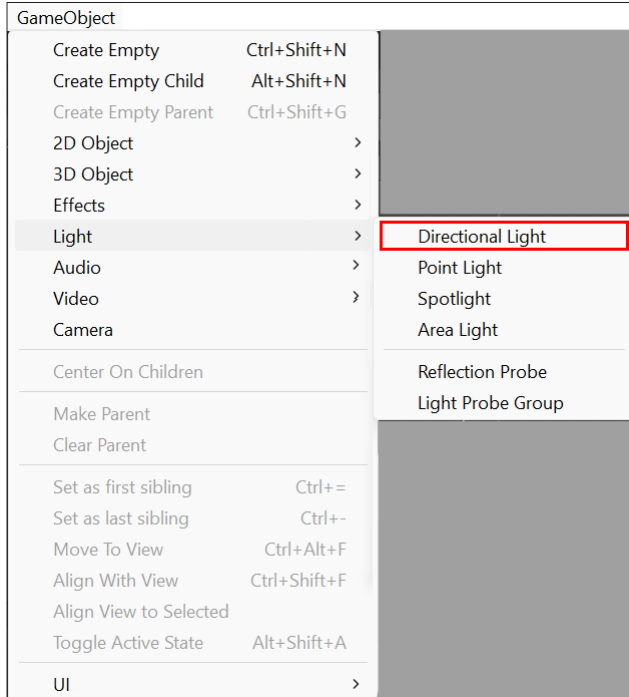 GameObject
Create Empty Ctrl+Shift+N
Create Empty Child Alt+Shift+N
Create Empty Parent Ctrl+Shift+G
2D Object >
3D Object >
Effects >
Light >
Audio >
Video >
Camera
Center On Children
Make Parent
Clear Parent
Set as first sibling Ctrl+=
Set as last sibling Ctrl+-
Move To View Ctrl+Alt+F
Align With View Ctrl+Shift+F
Align View to Selected
Toggle Active State Alt+Shift+A
UI >
Directional Light
Point Light
Spotlight
Area Light
Reflection Probe
Light Probe Group